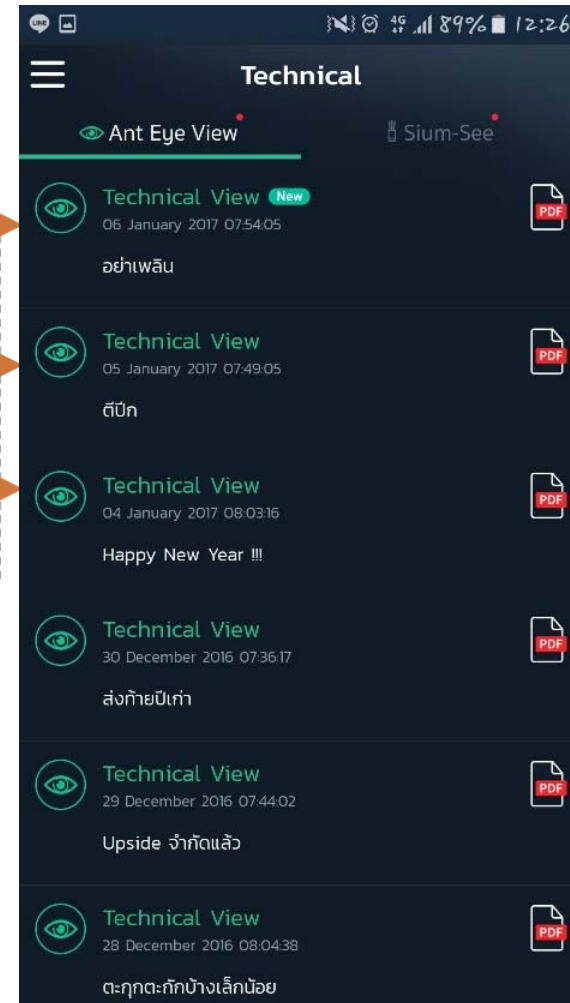 LINE
4G 89% 12:26
Technical
Ant Eye View
Sium-See
Technical View New
06 January 2017 07:54:05
PDF
อย่าเพลิน
Technical View
05 January 2017 07:49:05
PDF
ตีปีก
Technical View
04 January 2017 08:03:16
PDF
Happy New Year !!!
Technical View
30 December 2016 07:36:17
PDF
ส่งท้ายปีเก่า
Technical View
29 December 2016 07:44:02
PDF
Upside จำกัดแล้ว
Technical View
28 December 2016 08:04:38
PDF
ตะกุกตะกักบ้างเล็กน้อย